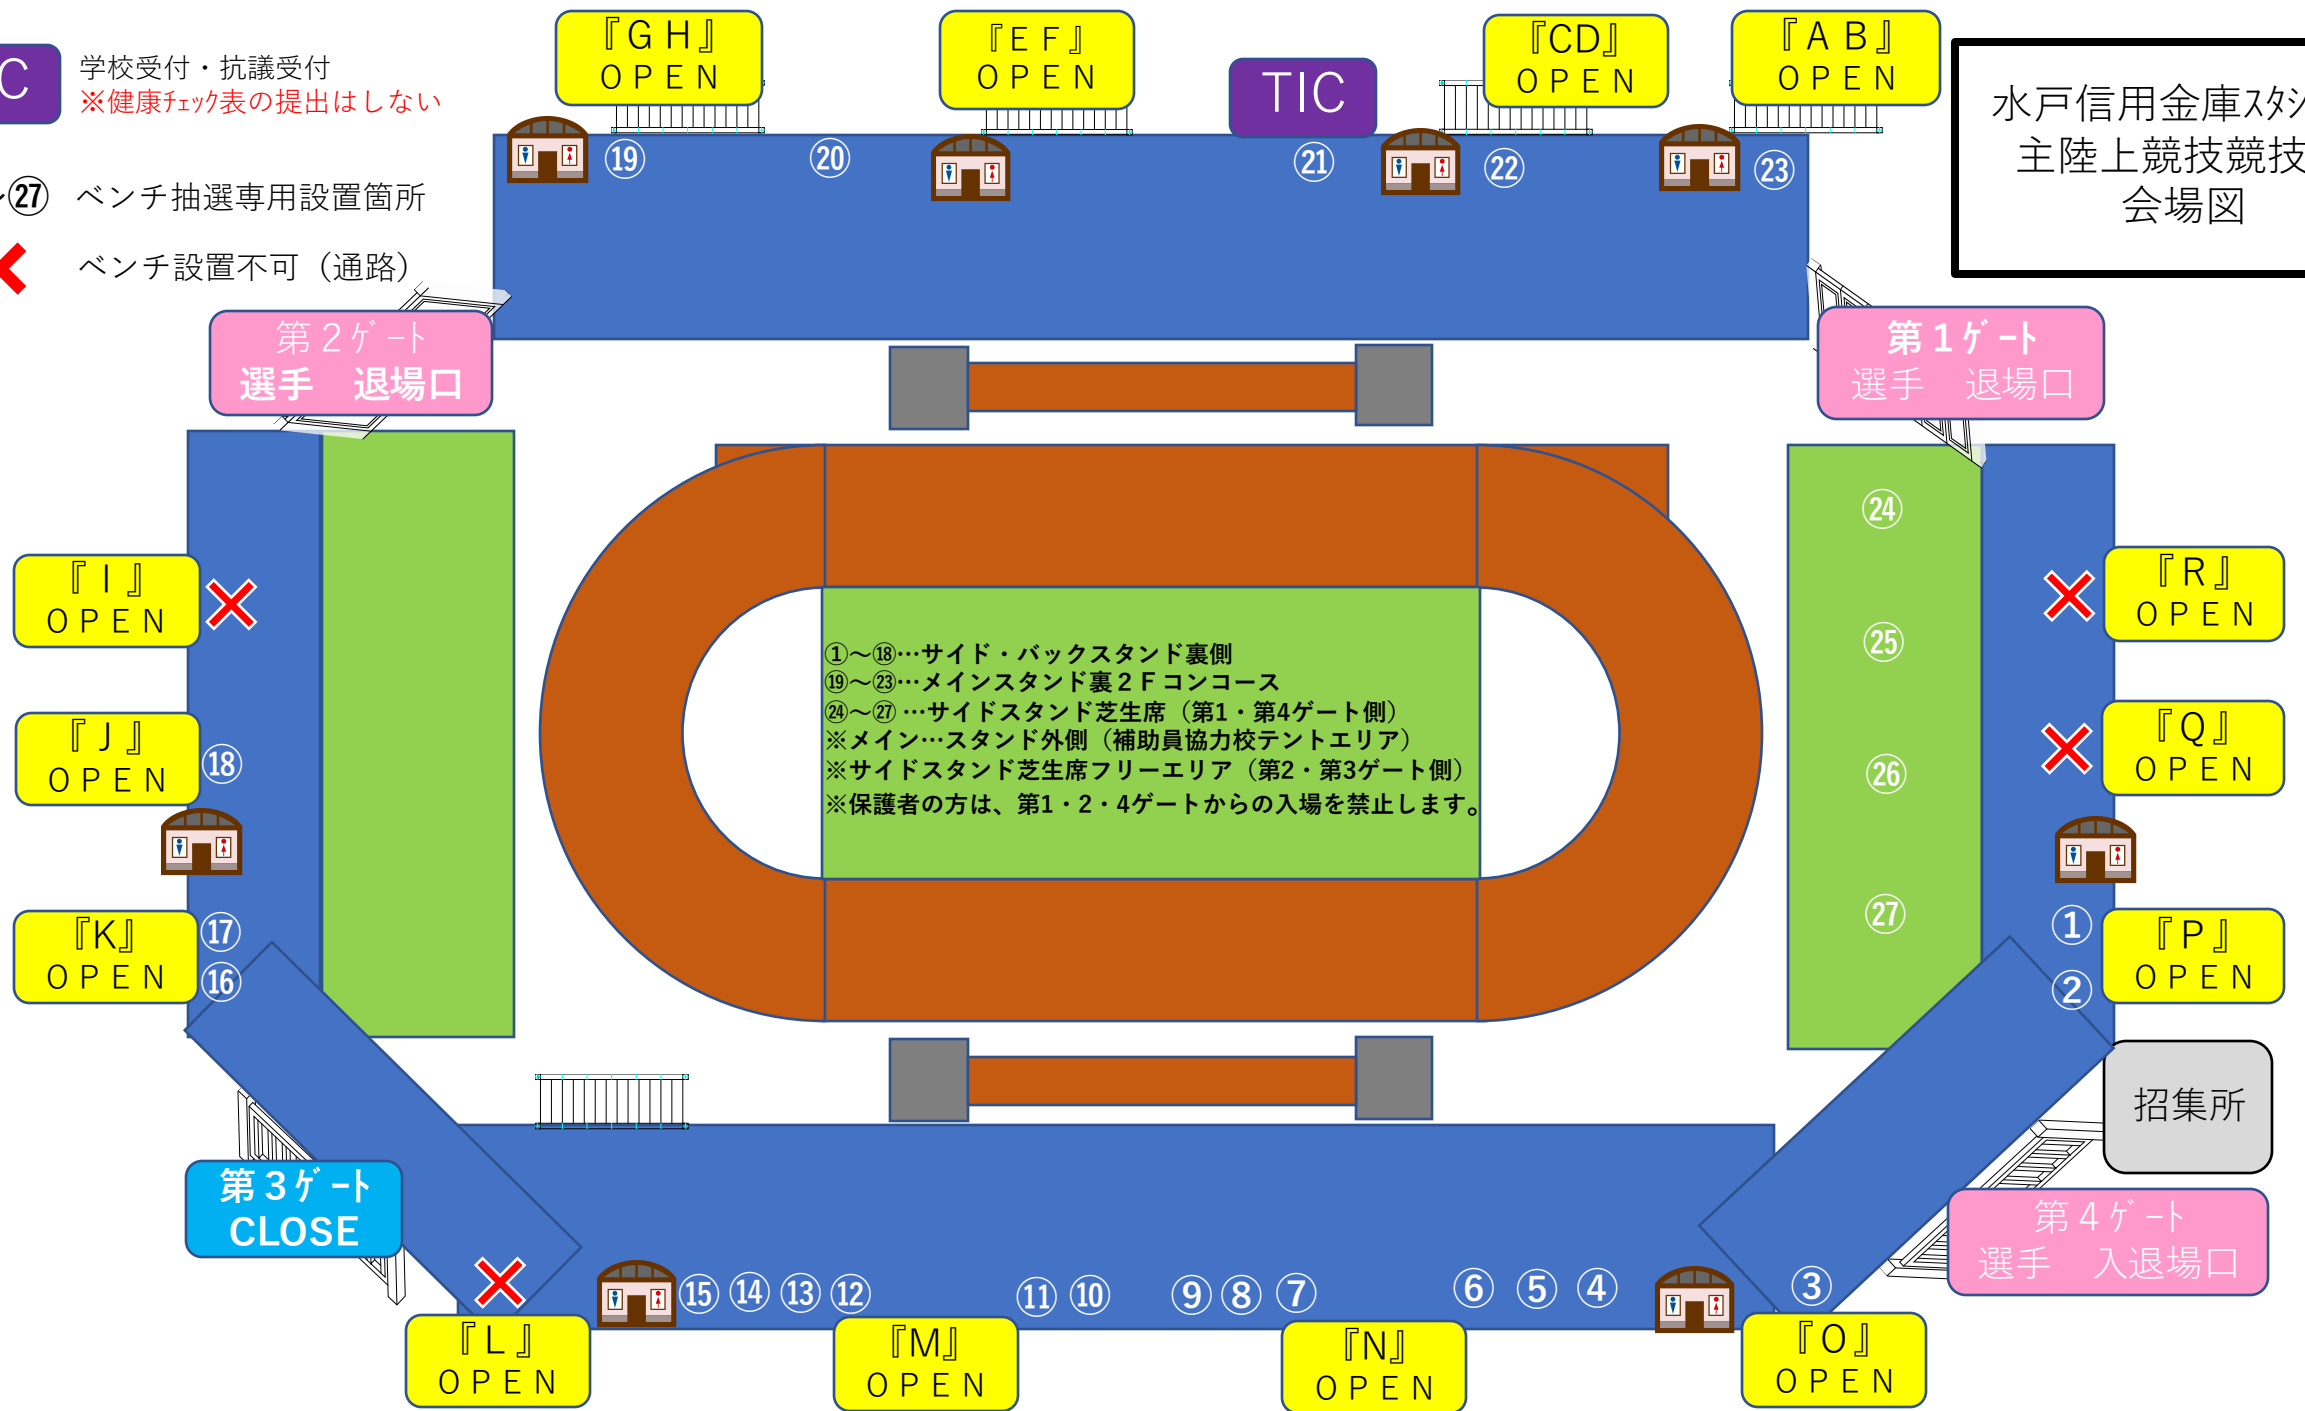 『G H』
OPEN
『E F』
OPEN
TIC
『CD』
OPEN
『A B』
OPEN
C
学校受付・抗議受付
※健康ﾁｪｯｸ表の提出はしない
水戸信用金庫ｽﾀｼ
主陸上競技競技
会場図
⑲
⑳
㉑
㉒
㉓
～㉗ ベンチ抽選専用設置箇所
ベンチ設置不可（通路）
第2ｹﾞｰﾄ
選手　退場口
第1ｹﾞｰﾄ
選手　退場口
㉔
㉕
㉖
㉗
『I』
OPEN
『J』
OPEN
⑱
『K』
OPEN
⑰
⑯
①～⑱…サイド・バックスタンド裏側
⑲～㉓…メインスタンド裏２Ｆコンコース
㉔～㉗…サイドスタンド芝生席（第1・第4ゲート側）
※メイン…スタンド外側（補助員協力校テントエリア）
※サイドスタンド芝生席フリーエリア（第2・第3ゲート側）
※保護者の方は、第1・2・4ゲートからの入場を禁止します。
『R』
OPEN
『Q』
OPEN
①
②
『P』
OPEN
招集所
第3ｹﾞｰﾄ
CLOSE
第4ｹﾞｰﾄ
選手　入退場口
⑮ ⑭ ⑬ ⑫ ⑪ ⑩ ⑨ ⑧ ⑦ ⑥ ⑤ ④ ③
『L』
OPEN
『M』
OPEN
『N』
OPEN
『O』
OPEN